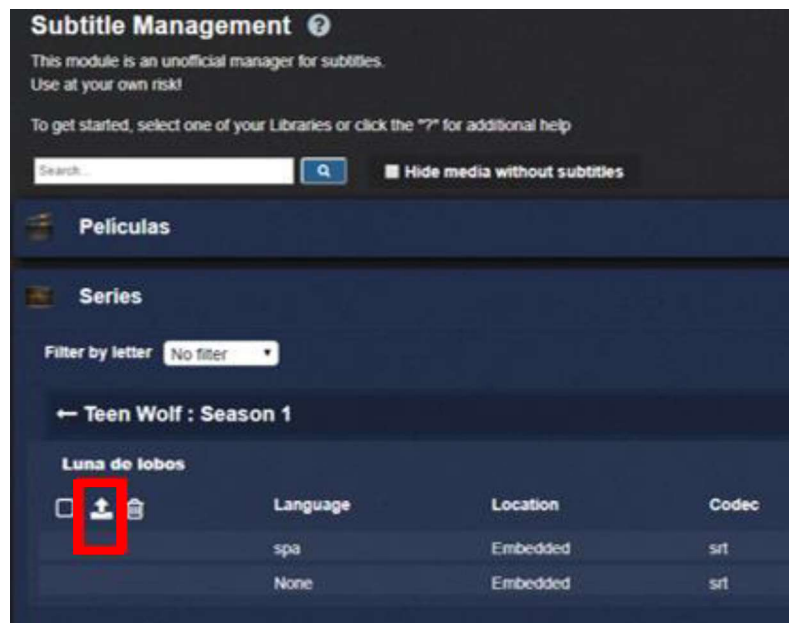 Subtitle Management ?
This module is an unofficial manager for subtitles.
Use at your own risk!
To get started, select one of your Libraries or click the "?" for additional help
Search...
Hide media without subtitles
Películas
Series
Filter by letter No filter
← Teen Wolf : Season 1
Luna de lobos
Language Location Codec
spa Embedded srt
None Embedded srt